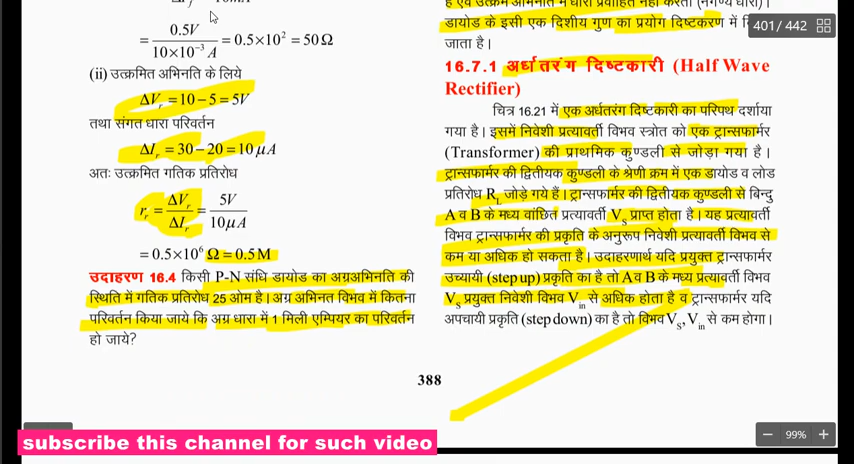 = 0.5V / 10×10⁻³ A = 0.5×10² = 50Ω
(ii) उत्क्रमित अभिनति के लिये
ΔVᵣ = 10 − 5 = 5V
तथा संगत धारा परिवर्तन
ΔIᵣ = 30 − 20 = 10 μA
अतः उत्क्रमित गतिक प्रतिरोध
rᵣ = ΔVᵣ / ΔIᵣ = 5V / 10μA
= 0.5×10⁶ Ω = 0.5 M
उदाहरण 16.4 किसी P-N संधि डायोड का अग्रअभिनति की
स्थिति में गतिक प्रतिरोध 25 ओम है। अग्र अभिनत विभव में कितना
परिवर्तन किया जाये कि अग्र धारा में 1 मिली एम्पियर का परिवर्तन
हो जाये?
डायोड के इसी एक दिशीय गुण का प्रयोग दिष्टकरण में
जाता है।
16.7.1 अर्धतरंग दिष्टकारी (Half Wave
Rectifier)
चित्र 16.21 में एक अर्धतरंग दिष्टकारी का परिपथ दर्शाया
गया है। इसमें निवेशी प्रत्यावर्ती विभव स्त्रोत को एक ट्रान्सफार्मर
(Transformer) की प्राथमिक कुण्डली से जोड़ा गया है।
ट्रान्सफार्मर की द्वितीयक कुण्डली के श्रेणी क्रम में एक डायोड व लोड
प्रतिरोध R_L जोड़े गये हैं। ट्रान्सफार्मर की द्वितीयक कुण्डली से बिन्दु
A व B के मध्य वांछित प्रत्यावर्ती V_s प्राप्त होता है। यह प्रत्यावर्ती
विभव ट्रान्सफार्मर की प्रकृति के अनुरूप निवेशी प्रत्यावर्ती विभव से
कम या अधिक हो सकता है। उदाहरणार्थ यदि प्रयुक्त ट्रान्सफार्मर
उच्चायी (step up) प्रकृति का है तो A व B के मध्य प्रत्यावर्ती विभव
V_s प्रयुक्त निवेशी विभव V_in से अधिक होता है व ट्रान्सफार्मर यदि
अपचायी प्रकृति (step down) का है तो विभव V_s, V_in से कम होगा।
401 / 442
388
subscribe this channel for such video
99%